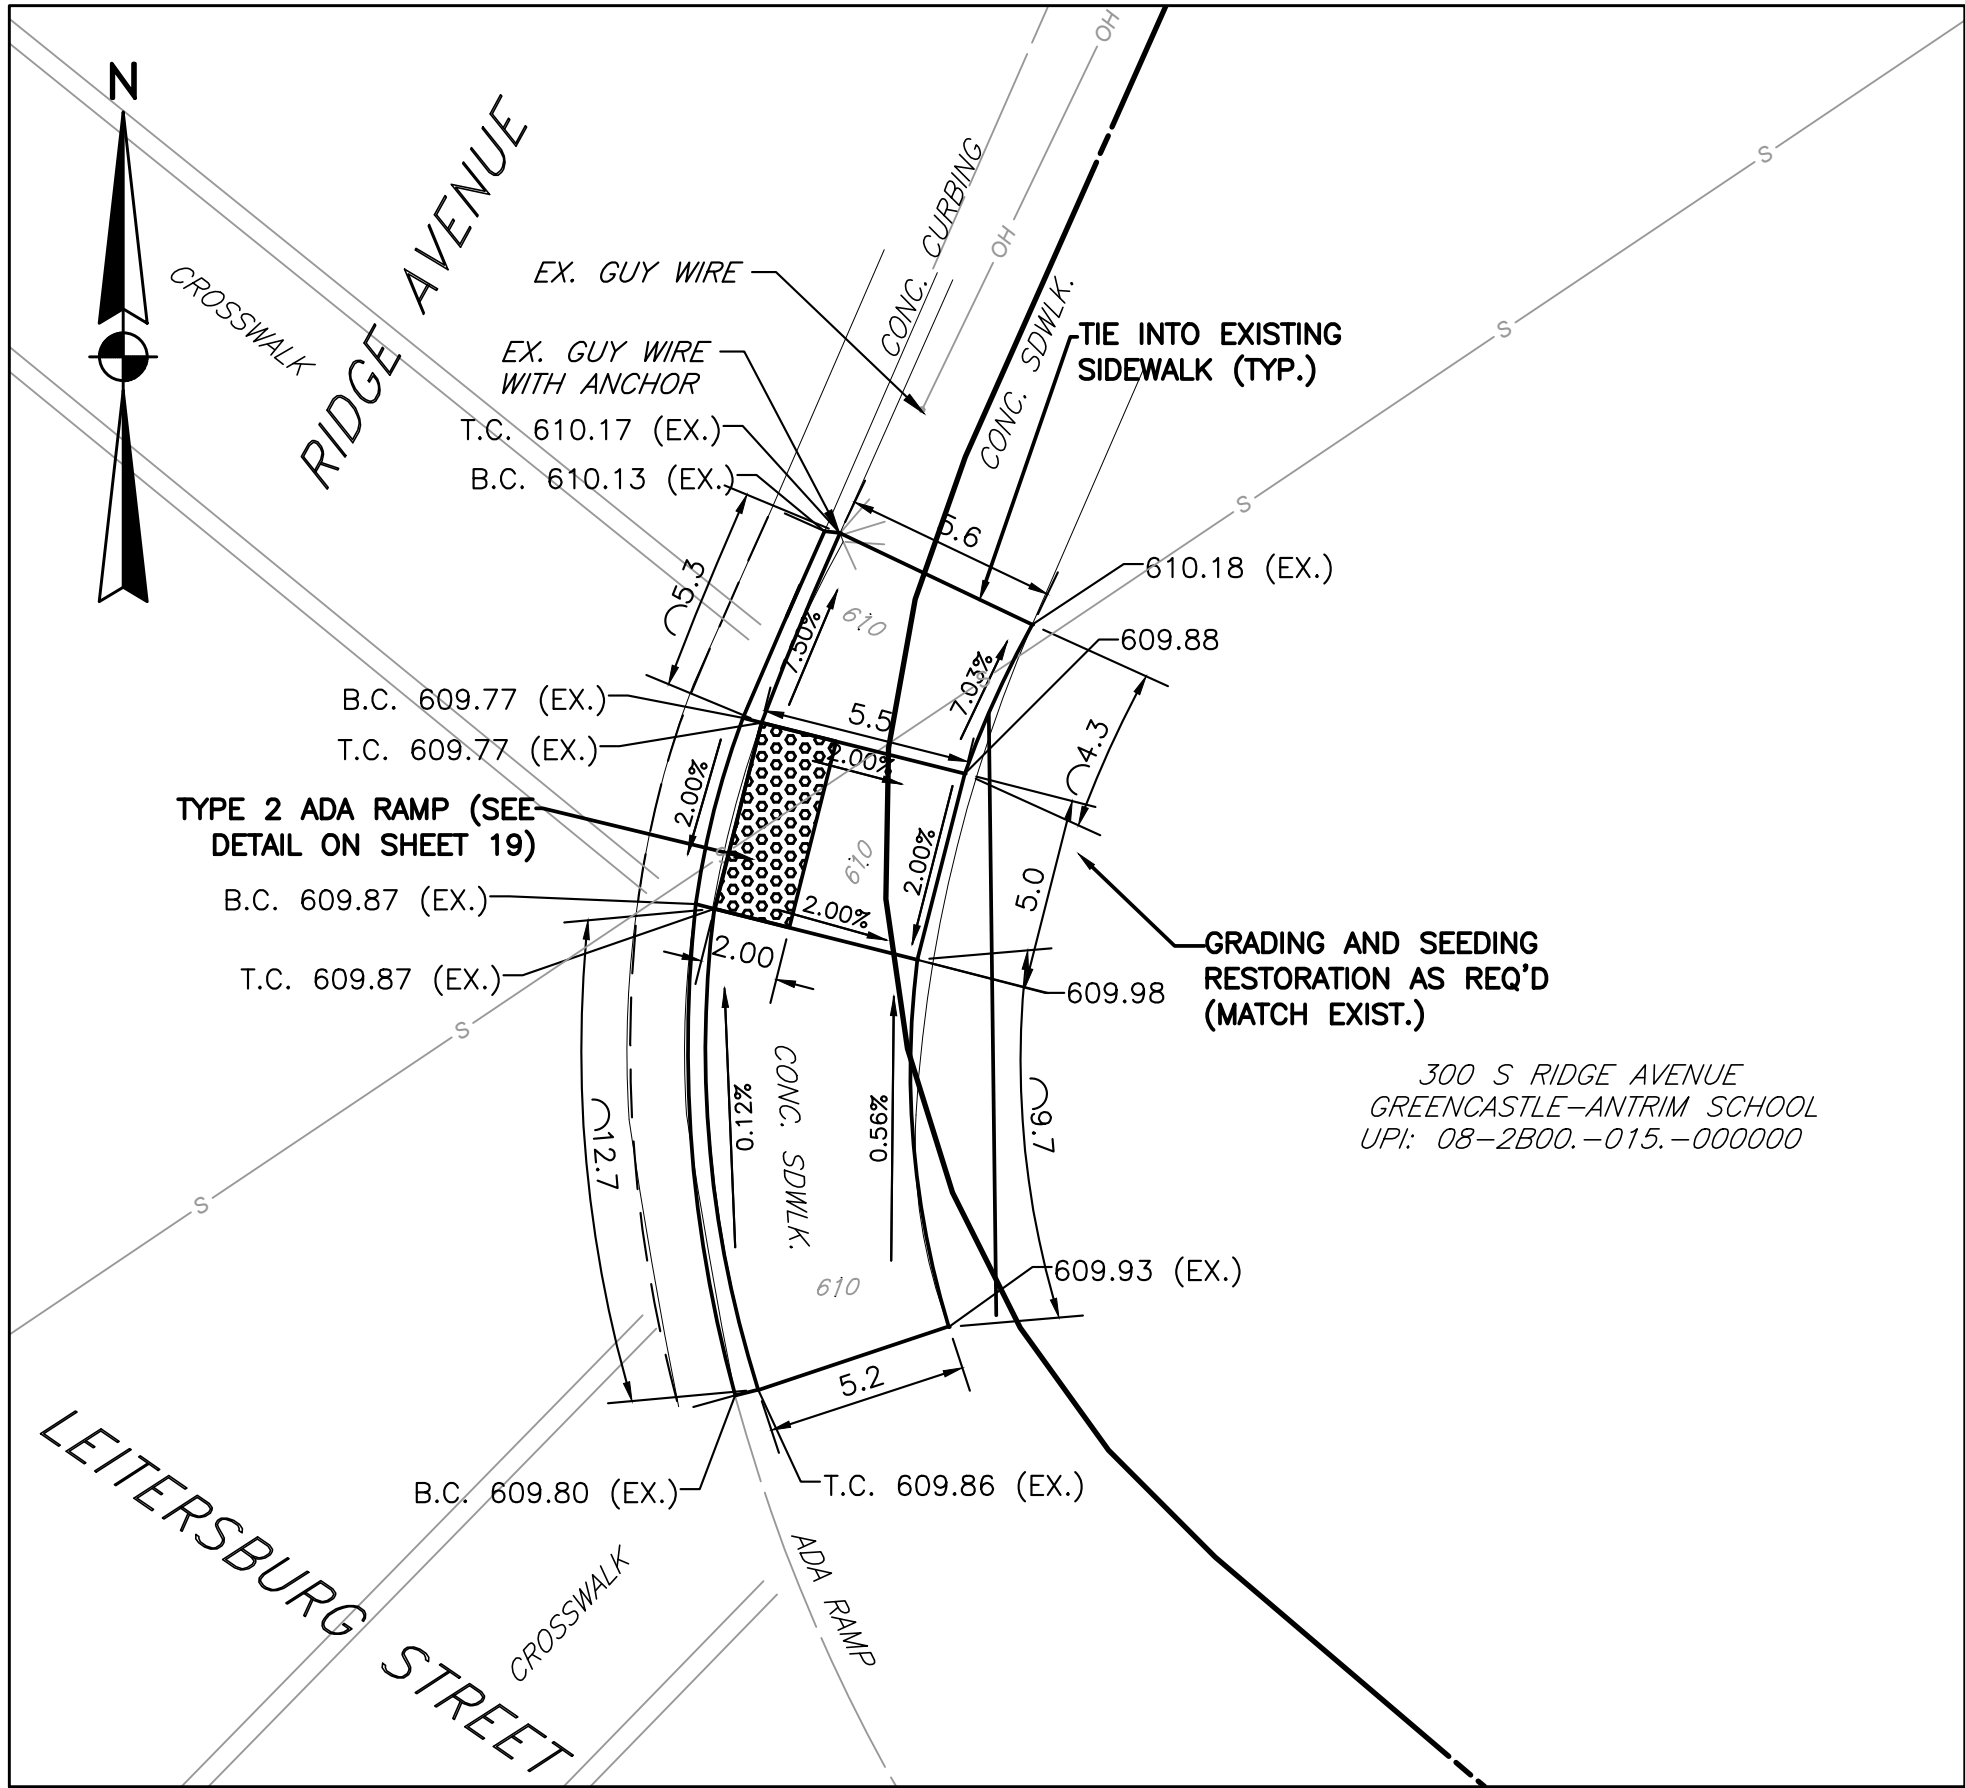 N
RIDGE AVENUE
CROSSWALK
OH
CONC. CURBING
OH
EX. GUY WIRE
CONC. SDWLK.
S
S
EX. GUY WIRE
WITH ANCHOR
TIE INTO EXISTING
SIDEWALK (TYP.)
T.C. 610.17 (EX.)
B.C. 610.13 (EX.)
S
5.6
5.3
610
610.18 (EX.)
7.50%
609.88
7.03%
S
B.C. 609.77 (EX.)
5.5
T.C. 609.77 (EX.)
4.3
2.00%
2.00%
TYPE 2 ADA RAMP (SEE
DETAIL ON SHEET 19)
S
610
2.00%
5.0
B.C. 609.87 (EX.)
2.00%
2.00
T.C. 609.87 (EX.)
609.98
GRADING AND SEEDING
RESTORATION AS REQ'D
(MATCH EXIST.)
S
300 S RIDGE AVENUE
GREENCASTLE-ANTRIM SCHOOL
UPI: 08-2B00.-015.-000000
12.7
0.12%
CONC. SDWLK.
0.56%
9.7
S
610
609.93 (EX.)
5.2
B.C. 609.80 (EX.)
T.C. 609.86 (EX.)
LEITERSBURG STREET
CROSSWALK
ADA RAMP